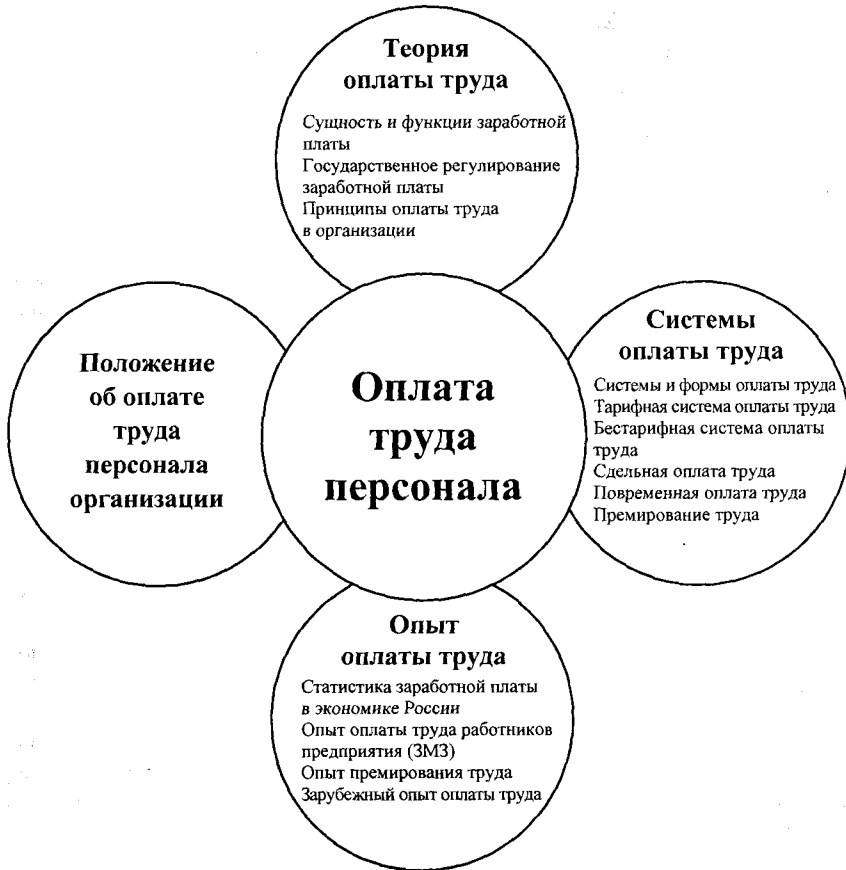 Теория
оплаты труда
Сущность и функции заработной
платы
Государственное регулирование
заработной платы
Принципы оплаты труда
в организации
Положение
об оплате
труда
персонала
организации
Оплата
труда
персонала
Системы
оплаты труда
Системы и формы оплаты труда
Тарифная система оплаты труда
Бестарифная система оплаты
труда
Сдельная оплата труда
Повременная оплата труда
Премирование труда
Опыт
оплаты труда
Статистика заработной платы
в экономике России
Опыт оплаты труда работников
предприятия (ЗМЗ)
Опыт премирования труда
Зарубежный опыт оплаты труда